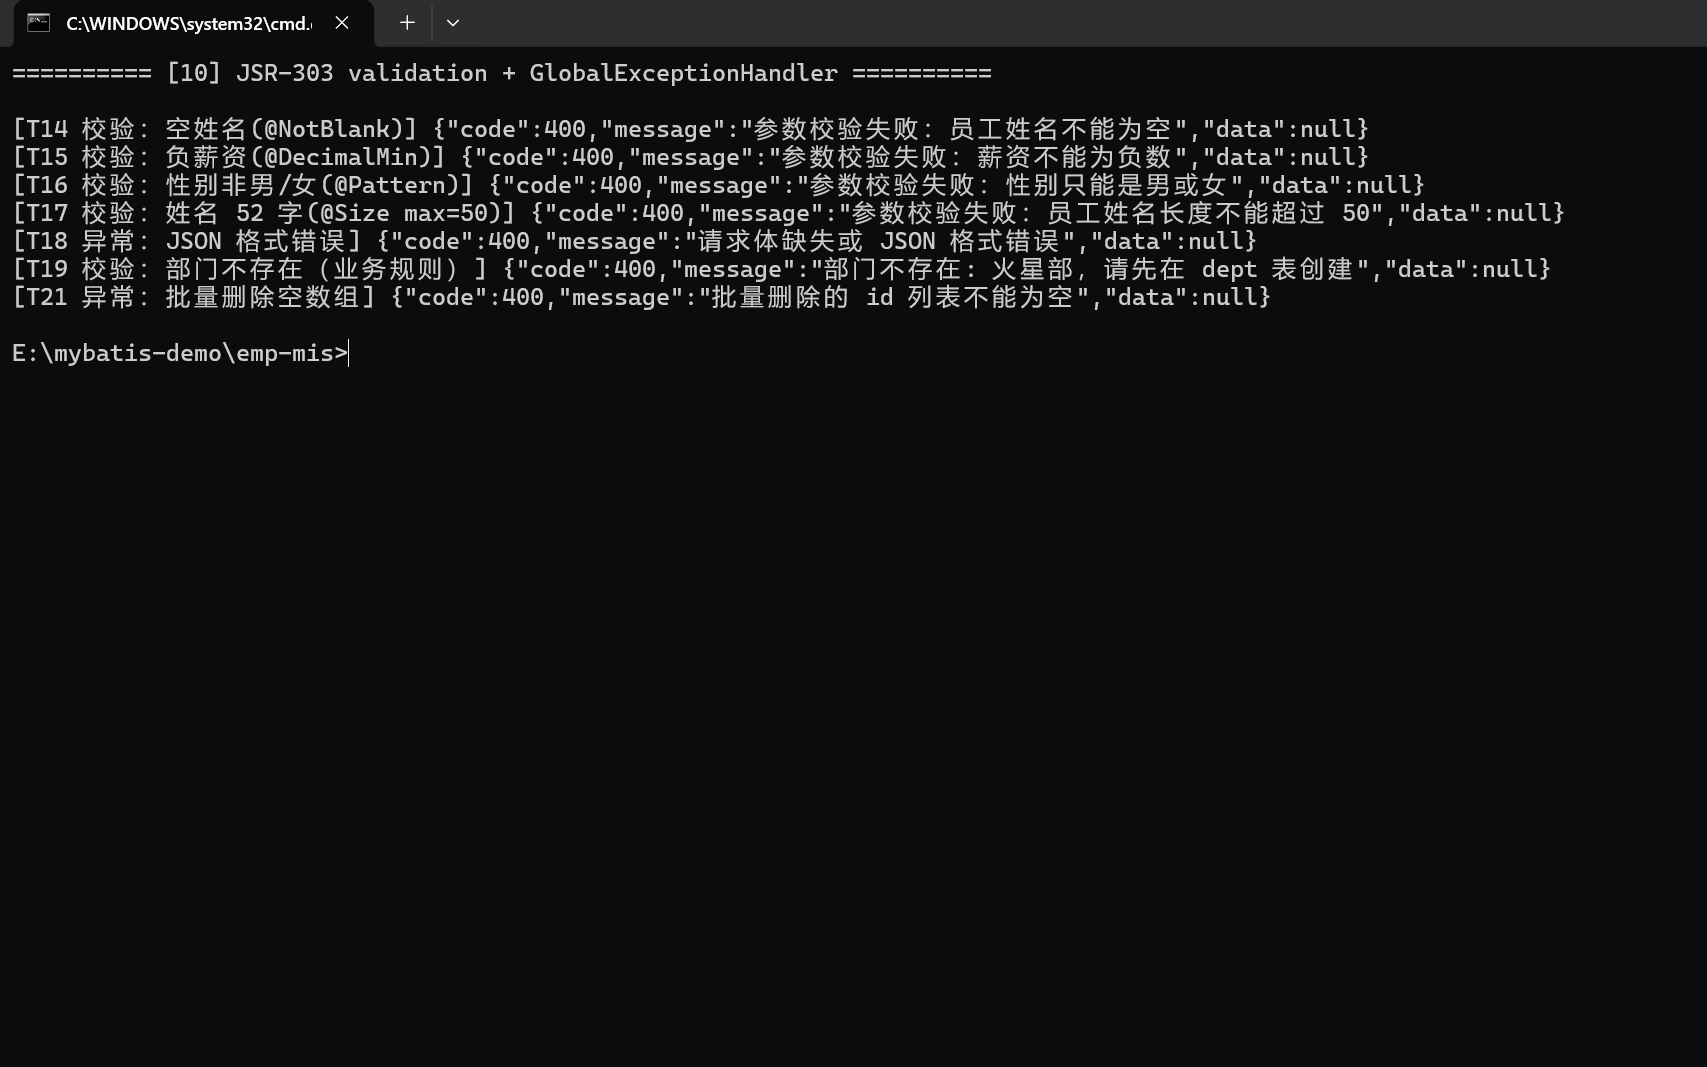 C:\WINDOWS\system32\cmd.
========== [10] JSR-303 validation + GlobalExceptionHandler ==========
[T14 校验: 空姓名(@NotBlank)] {"code":400,"message":"参数校验失败: 员工姓名不能为空","data":null}
[T15 校验: 负薪资(@DecimalMin)] {"code":400,"message":"参数校验失败: 薪资不能为负数","data":null}
[T16 校验: 性别非男/女(@Pattern)] {"code":400,"message":"参数校验失败: 性别只能是男或女","data":null}
[T17 校验: 姓名 52 字(@Size max=50)] {"code":400,"message":"参数校验失败: 员工姓名长度不能超过 50","data":null}
[T18 异常: JSON 格式错误] {"code":400,"message":"请求体缺失或 JSON 格式错误","data":null}
[T19 校验: 部门不存在（业务规则）] {"code":400,"message":"部门不存在: 火星部, 请先在 dept 表创建","data":null}
[T21 异常: 批量删除空数组] {"code":400,"message":"批量删除的 id 列表不能为空","data":null}
E:\mybatis-demo\emp-mis>